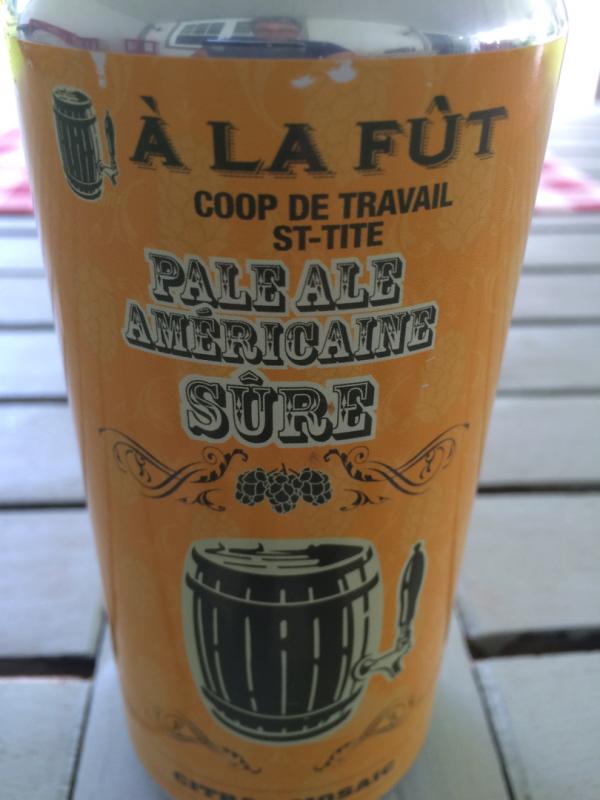 À LA FÛT
COOP DE TRAVAIL
ST-TITE
PALE ALE
AMÉRICAINE
SÛRE